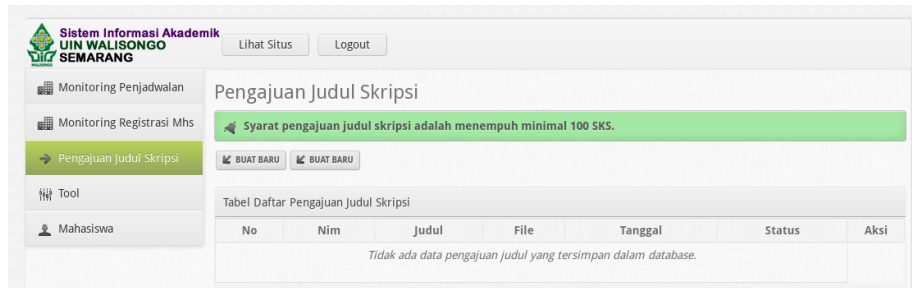 Sistem Informasi Akademik
UIN WALISONGO
SEMARANG
WALISONGO
Lihat Situs
Logout
Monitoring Penjadwalan
Monitoring Registrasi Mhs
Pengajuan Judul Skripsi
Tool
Mahasiswa
Pengajuan Judul Skripsi
Syarat pengajuan judul skripsi adalah menempuh minimal 100 SKS.
BUAT BARU BUAT BARU
Tabel Daftar Pengajuan Judul Skripsi
No Nim Judul File Tanggal Status Aksi
Tidak ada data pengajuan judul yang tersimpan dalam database.